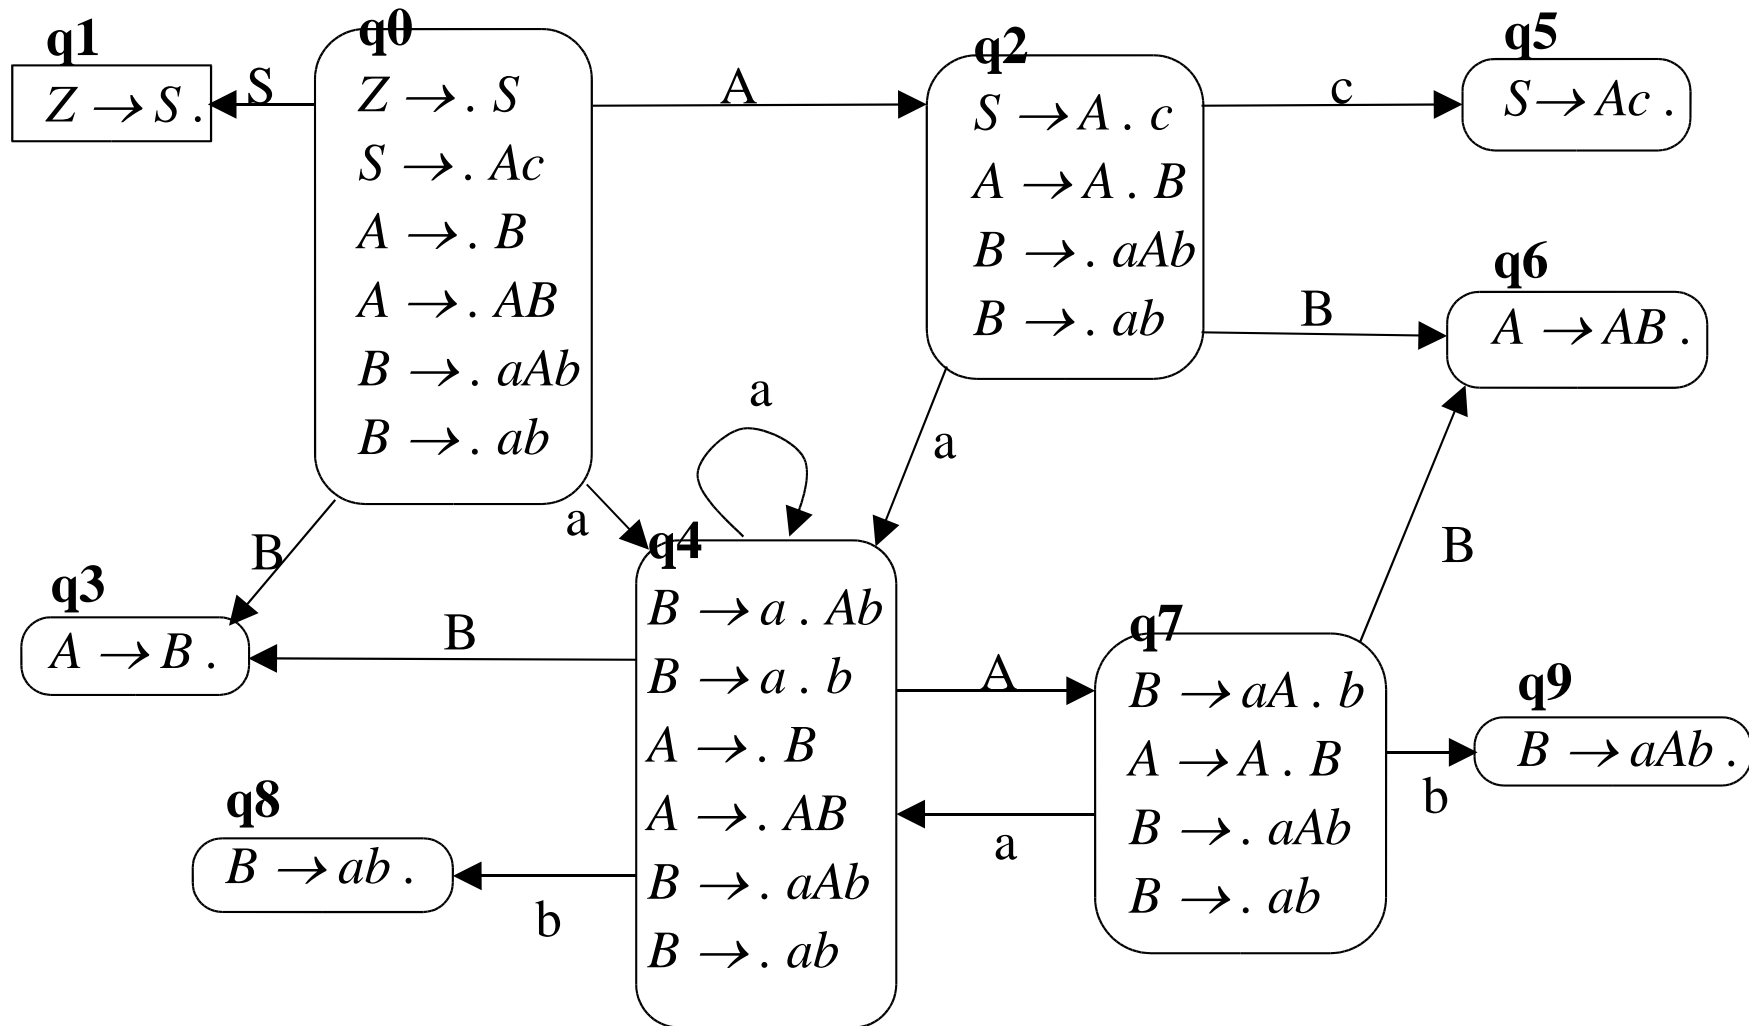 q1
Z → S .
S
q0
Z → . S
S → . Ac
A → . B
A → . AB
B → . aAb
B → . ab
A
q2
S → A . c
A → A . B
B → . aAb
B → . ab
c
q5
S → Ac .
B
q6
A → AB .
a
a
a
B
q3
A → B .
B
q4
B → a . Ab
B → a . b
A → . B
A → . AB
B → . aAb
B → . ab
A
a
q7
B → aA . b
A → A . B
B → . aAb
B → . ab
B
b
q9
B → aAb .
q8
B → ab .
b